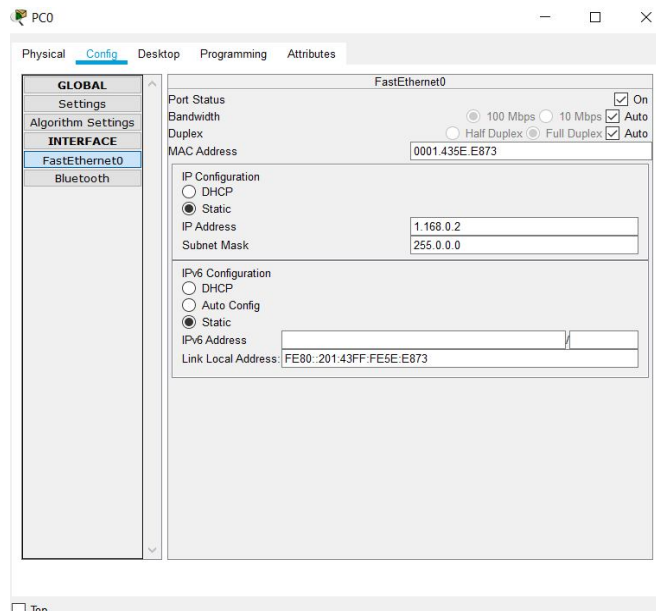 PC0
Physical Config Desktop Programming Attributes
GLOBAL
Settings
Algorithm Settings
INTERFACE
FastEthernet0
Bluetooth
FastEthernet0
Port Status On
Bandwidth 100 Mbps 10 Mbps Auto
Duplex Half Duplex Full Duplex Auto
MAC Address 0001.435E.E873
IP Configuration
DHCP
Static
IP Address 1.168.0.2
Subnet Mask 255.0.0.0
IPv6 Configuration
DHCP
Auto Config
Static
IPv6 Address /
Link Local Address: FE80::201:43FF:FE5E:E873
Top